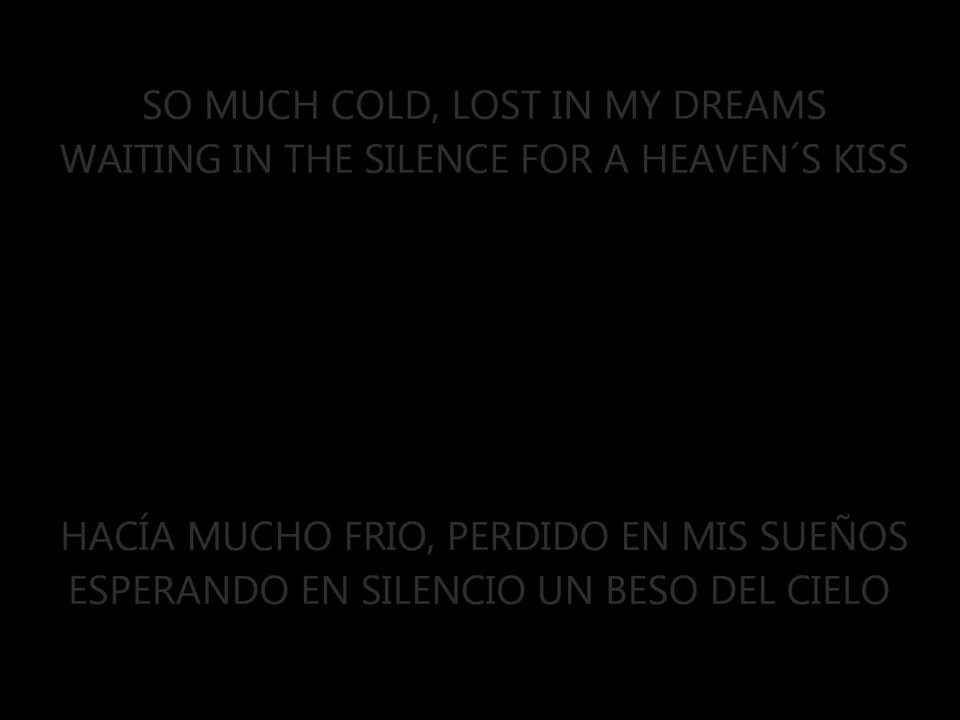 SO MUCH COLD, LOST IN MY DREAMS
WAITING IN THE SILENCE FOR A HEAVEN´S KISS
HACÍA MUCHO FRIO, PERDIDO EN MIS SUEÑOS
ESPERANDO EN SILENCIO UN BESO DEL CIELO